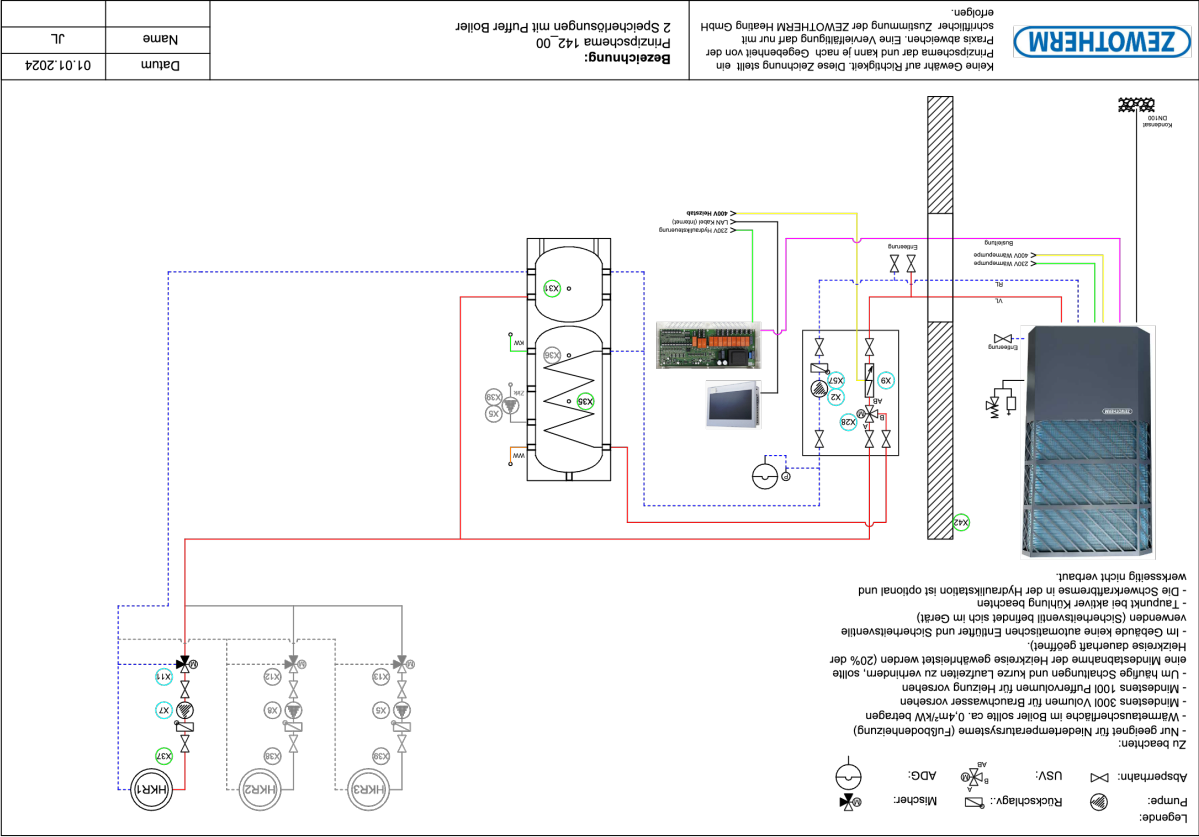 Legende:
Pumpe:
Rückschlagv.:
Mischer:
M
Absperrhahn:
USV:
A
B
M
AB
ADG:
Zu beachten:
- Nur geeignet für Niedertemperatursysteme (Fußbodenheizung)
- Wärmetauscherfläche im Boiler sollte ca. 0,4m²/kW betragen
- Mindestens 300l Volumen für Brauchwasser vorsehen
- Mindestens 100l Puffervolumen für Heizung vorsehen
- Um häufige Schaltungen und kurze Laufzeiten zu verhindern, sollte
eine Mindestabnahme der Heizkreise gewährleistet werden (20% der
Heizkreise dauerhaft geöffnet).
- Im Gebäude keine automatischen Entlüfter und Sicherheitsventile
verwenden (Sicherheitsventil befindet sich im Gerät)
- Taupunkt bei aktiver Kühlung beachten
- Die Schwerkraftbremse in der Hydraulikstation ist optional und
werksseitig nicht verbaut.
HKR3
HKR2
HKR1
X39
X38
X37
X5
X8
X7
X13
X12
X11
M
M
M
X42
P
X28
M
A
B
AB
X2
X57
X9
WW
X5
X39
Zirk
X35
X36
KW
X31
ZEWOTHERM
Entleerung
VL
RL
230V Wärmepumpe
400V Wärmepumpe
Busleitung
Entleerung
230V Hydrauliksteuerung
LAN Kabel (Internet)
400V Heizstab
Kondensat
DN100
ZEWOTHERM
Keine Gewähr auf Richtigkeit. Diese Zeichnung stellt ein
Prinzipschema dar und kann je nach Gegebenheit von der
Praxis abweichen. Eine Vervielfältigung darf nur mit
schriftlicher Zustimmung der ZEWOTHERM Heating GmbH
erfolgen.
Bezeichnung:
Prinzipschema 142_00
2 Speicherlösungen mit Puffer Boiler
Datum
01.01.2024
Name
JL